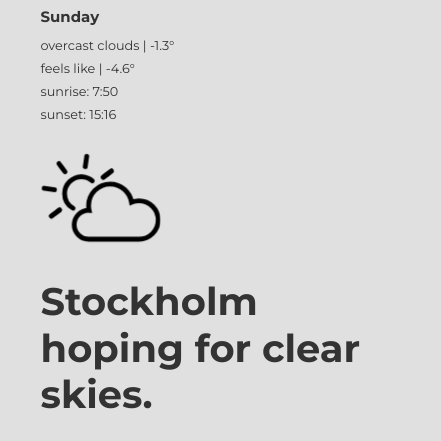 Sunday
overcast clouds | -1.3°
feels like | -4.6°
sunrise: 7:50
sunset: 15:16
Stockholm
hoping for clear
skies.